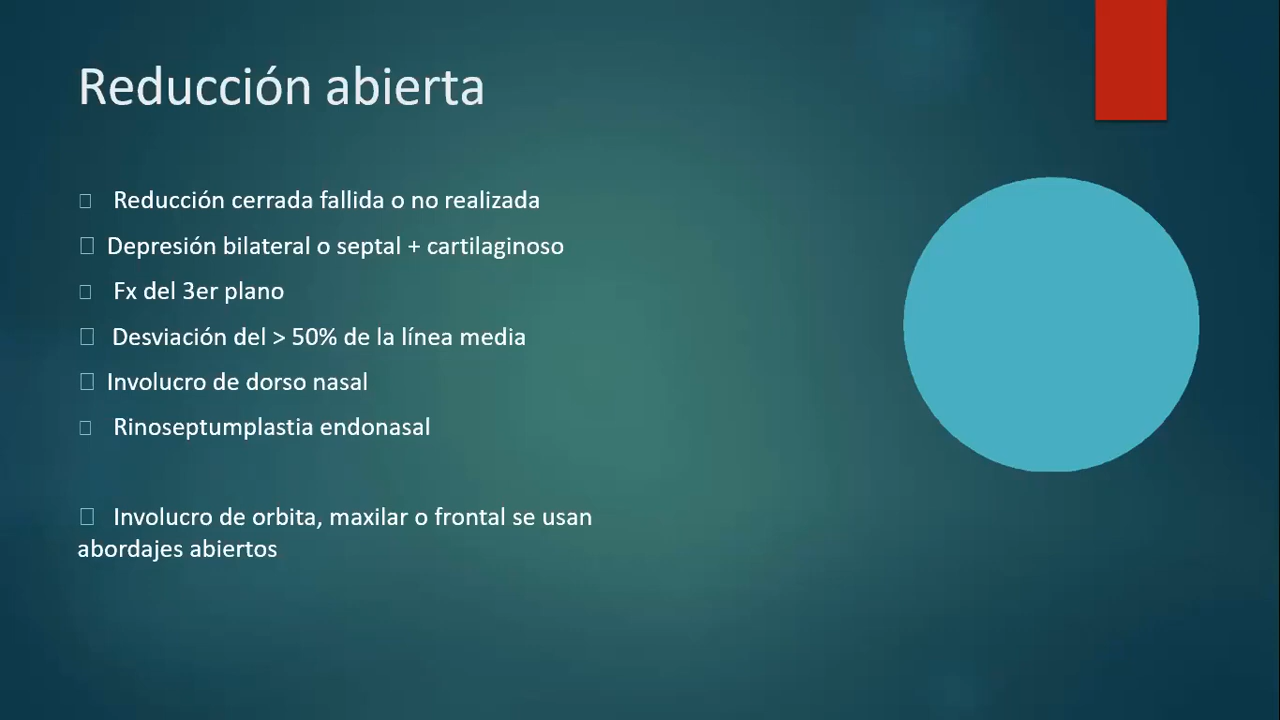 Reducción abierta
Reducción cerrada fallida o no realizada
Depresión bilateral o septal + cartilaginoso
Fx del 3er plano
Desviación del > 50% de la línea media
Involucro de dorso nasal
Rinoseptumplastia endonasal
Involucro de orbita, maxilar o frontal se usan
abordajes abiertos